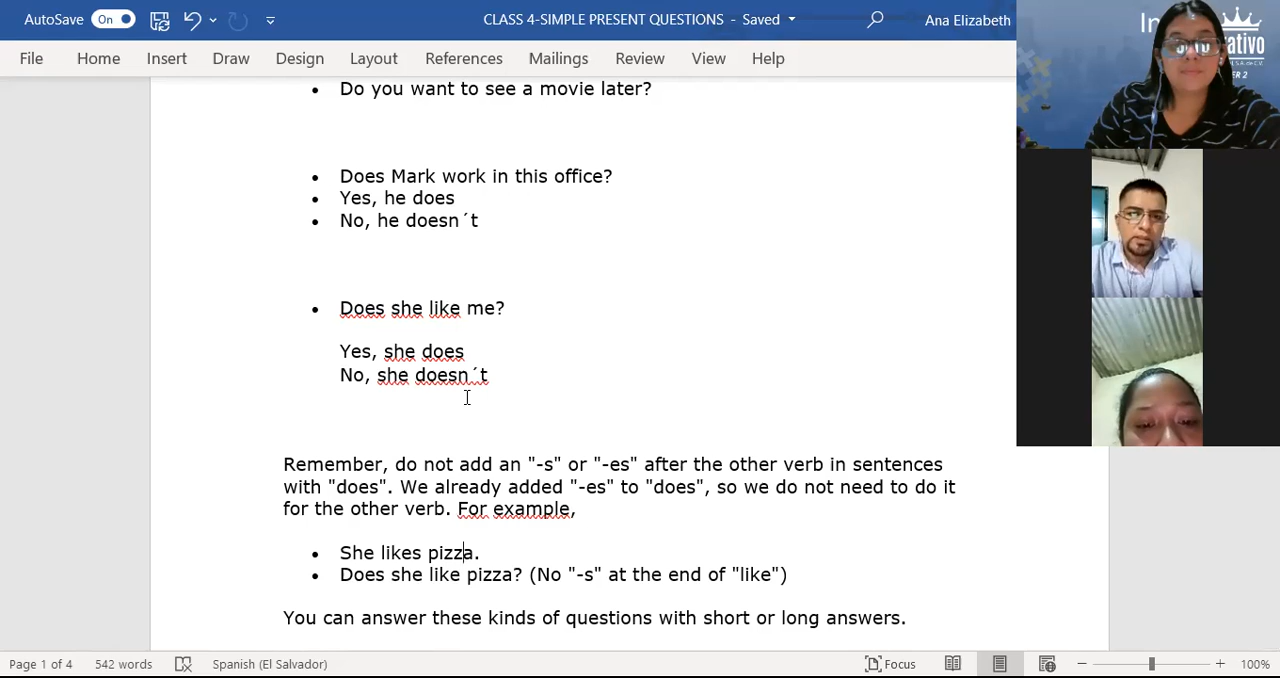 AutoSave On CLASS 4-SIMPLE PRESENT QUESTIONS - Saved Ana Elizabeth
File Home Insert Draw Design Layout References Mailings Review View Help
• Do you want to see a movie later?
• Does Mark work in this office?
• Yes, he does
• No, he doesn´t
• Does she like me?
Yes, she does
No, she doesn´t
Remember, do not add an "-s" or "-es" after the other verb in sentences
with "does". We already added "-es" to "does", so we do not need to do it
for the other verb. For example,
• She likes pizza.
• Does she like pizza? (No "-s" at the end of "like")
You can answer these kinds of questions with short or long answers.
Page 1 of 4 542 words Spanish (El Salvador) Focus 100%